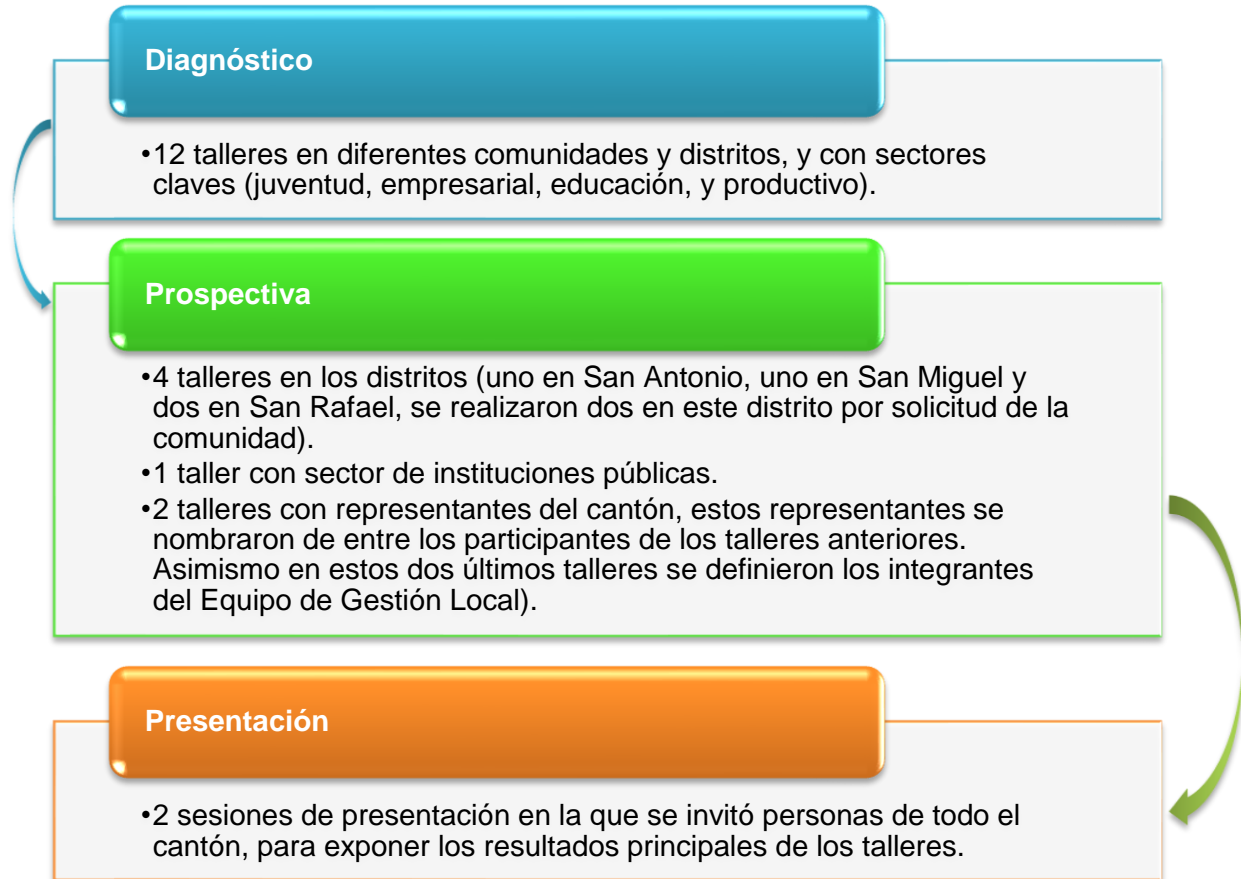 Diagnóstico
•12 talleres en diferentes comunidades y distritos, y con sectores
claves (juventud, empresarial, educación, y productivo).
Prospectiva
•4 talleres en los distritos (uno en San Antonio, uno en San Miguel y
dos en San Rafael, se realizaron dos en este distrito por solicitud de la
comunidad).
•1 taller con sector de instituciones públicas.
•2 talleres con representantes del cantón, estos representantes se
nombraron de entre los participantes de los talleres anteriores.
Asimismo en estos dos últimos talleres se definieron los integrantes
del Equipo de Gestión Local).
Presentación
•2 sesiones de presentación en la que se invitó personas de todo el
cantón, para exponer los resultados principales de los talleres.